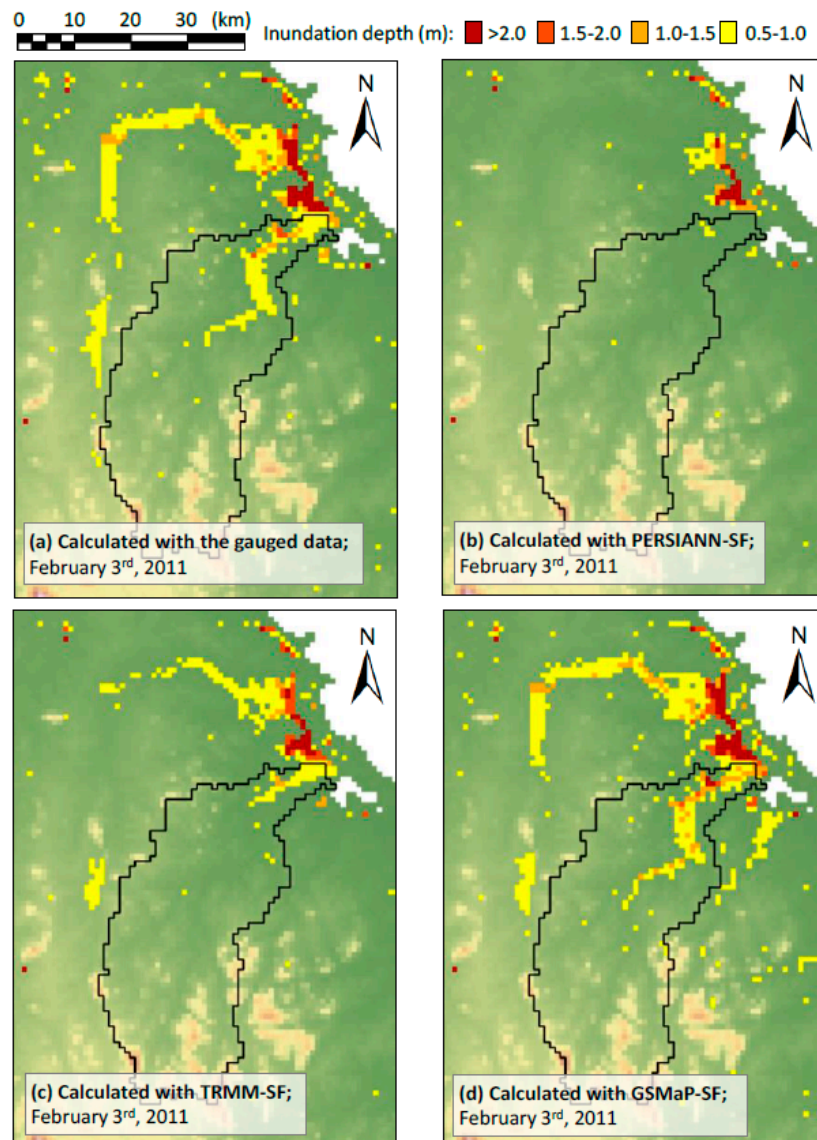 0 10 20 30 (km)
Inundation depth (m): >2.0 1.5-2.0 1.0-1.5 0.5-1.0
N
N
(a) Calculated with the gauged data;
February 3rd, 2011
(b) Calculated with PERSIANN-SF;
February 3rd, 2011
N
N
(c) Calculated with TRMM-SF;
February 3rd, 2011
(d) Calculated with GSMaP-SF;
February 3rd, 2011